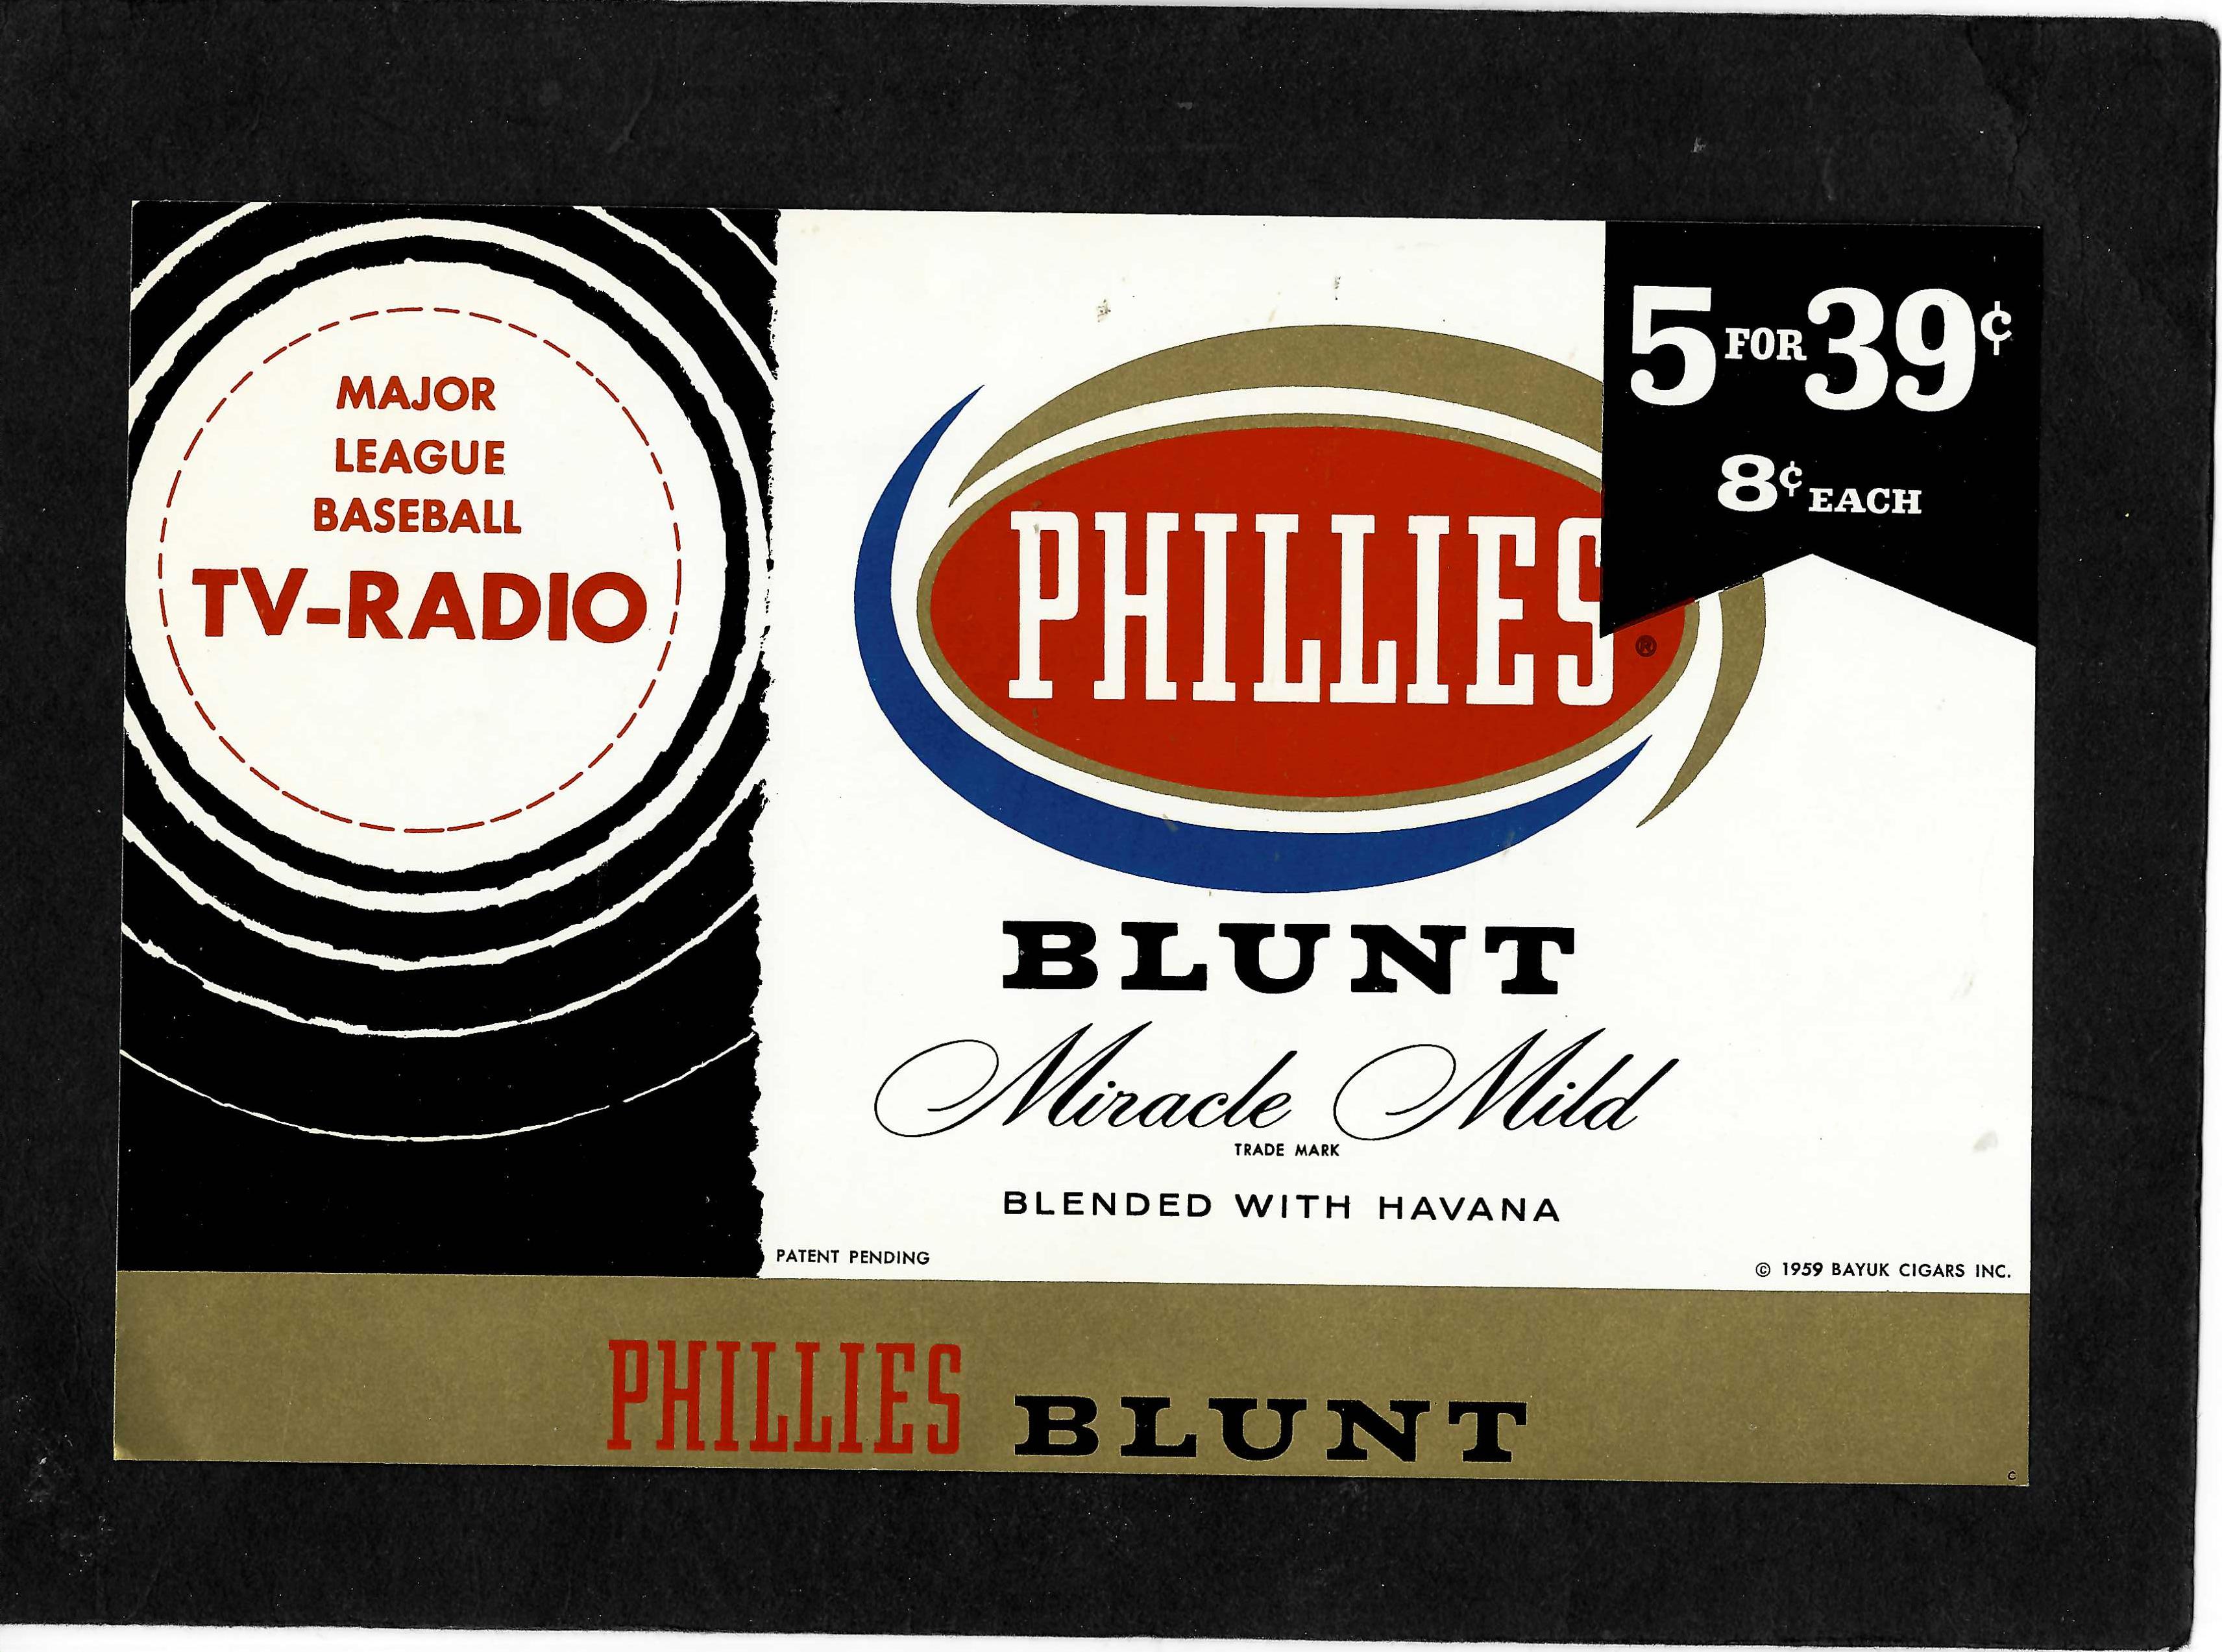 MAJOR
LEAGUE
BASEBALL
TV-RADIO
5 FOR 39¢
8¢ EACH
PHILLIES ®
BLUNT
Miracle Mild
TRADE MARK
BLENDED WITH HAVANA
PATENT PENDING
© 1959 BAYUK CIGARS INC.
PHILLIES BLUNT
C